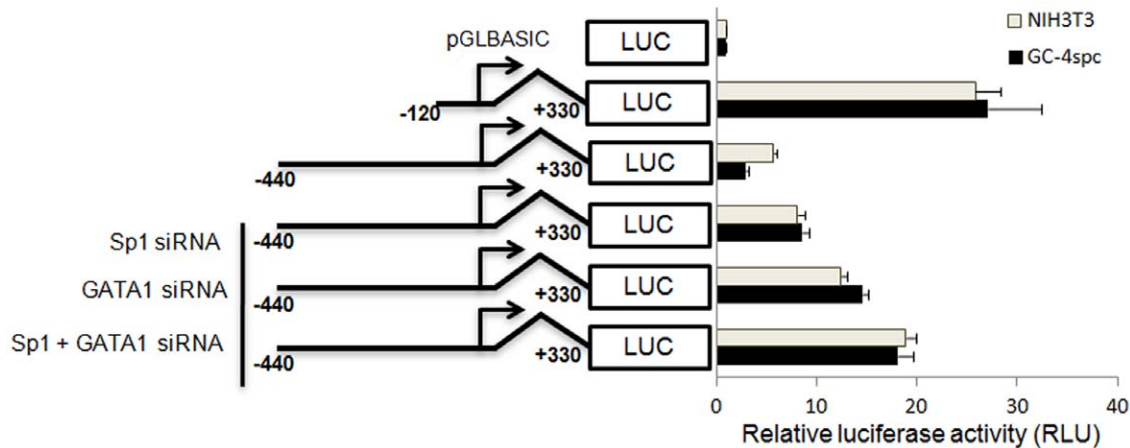 NIH3T3
GC-4spc
pGLBASIC
LUC
-120
+330
LUC
-440
+330
LUC
Sp1 siRNA
-440
+330
LUC
GATA1 siRNA
-440
+330
LUC
Sp1 + GATA1 siRNA
-440
+330
LUC
0 10 20 30 40
Relative luciferase activity (RLU)